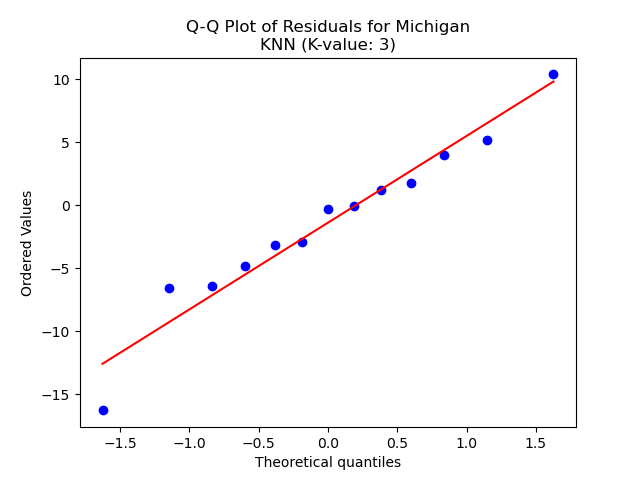 Q-Q Plot of Residuals for Michigan
KNN (K-value: 3)
10
5
0
−5
−10
−15
Ordered Values
−1.5 −1.0 −0.5 0.0 0.5 1.0 1.5
Theoretical quantiles